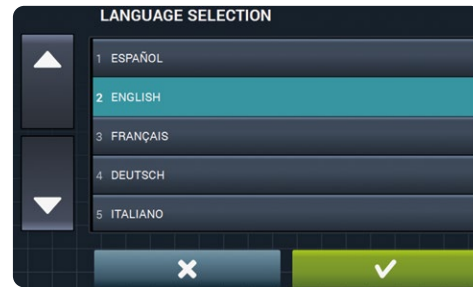 LANGUAGE SELECTION
1 ESPAÑOL
2 ENGLISH
3 FRANÇAIS
4 DEUTSCH
5 ITALIANO